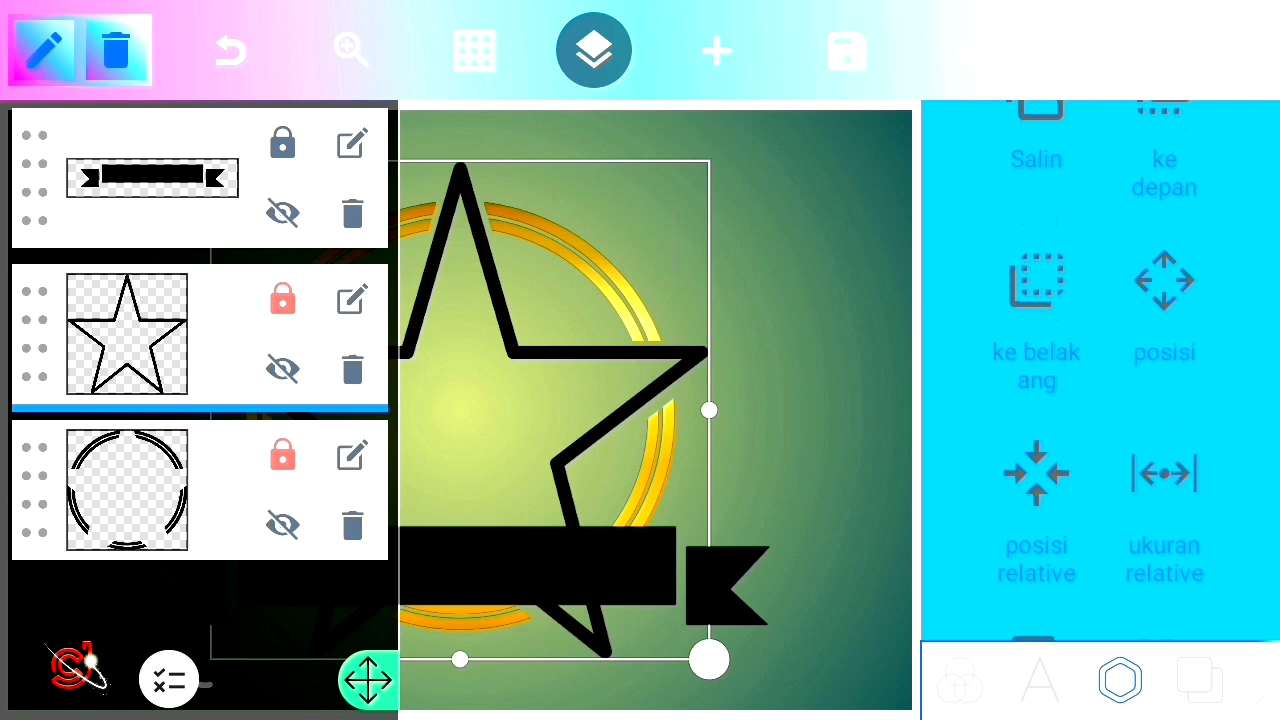 Salin
ke
depan
ke belak
ang
posisi
posisi
relative
ukuran
relative